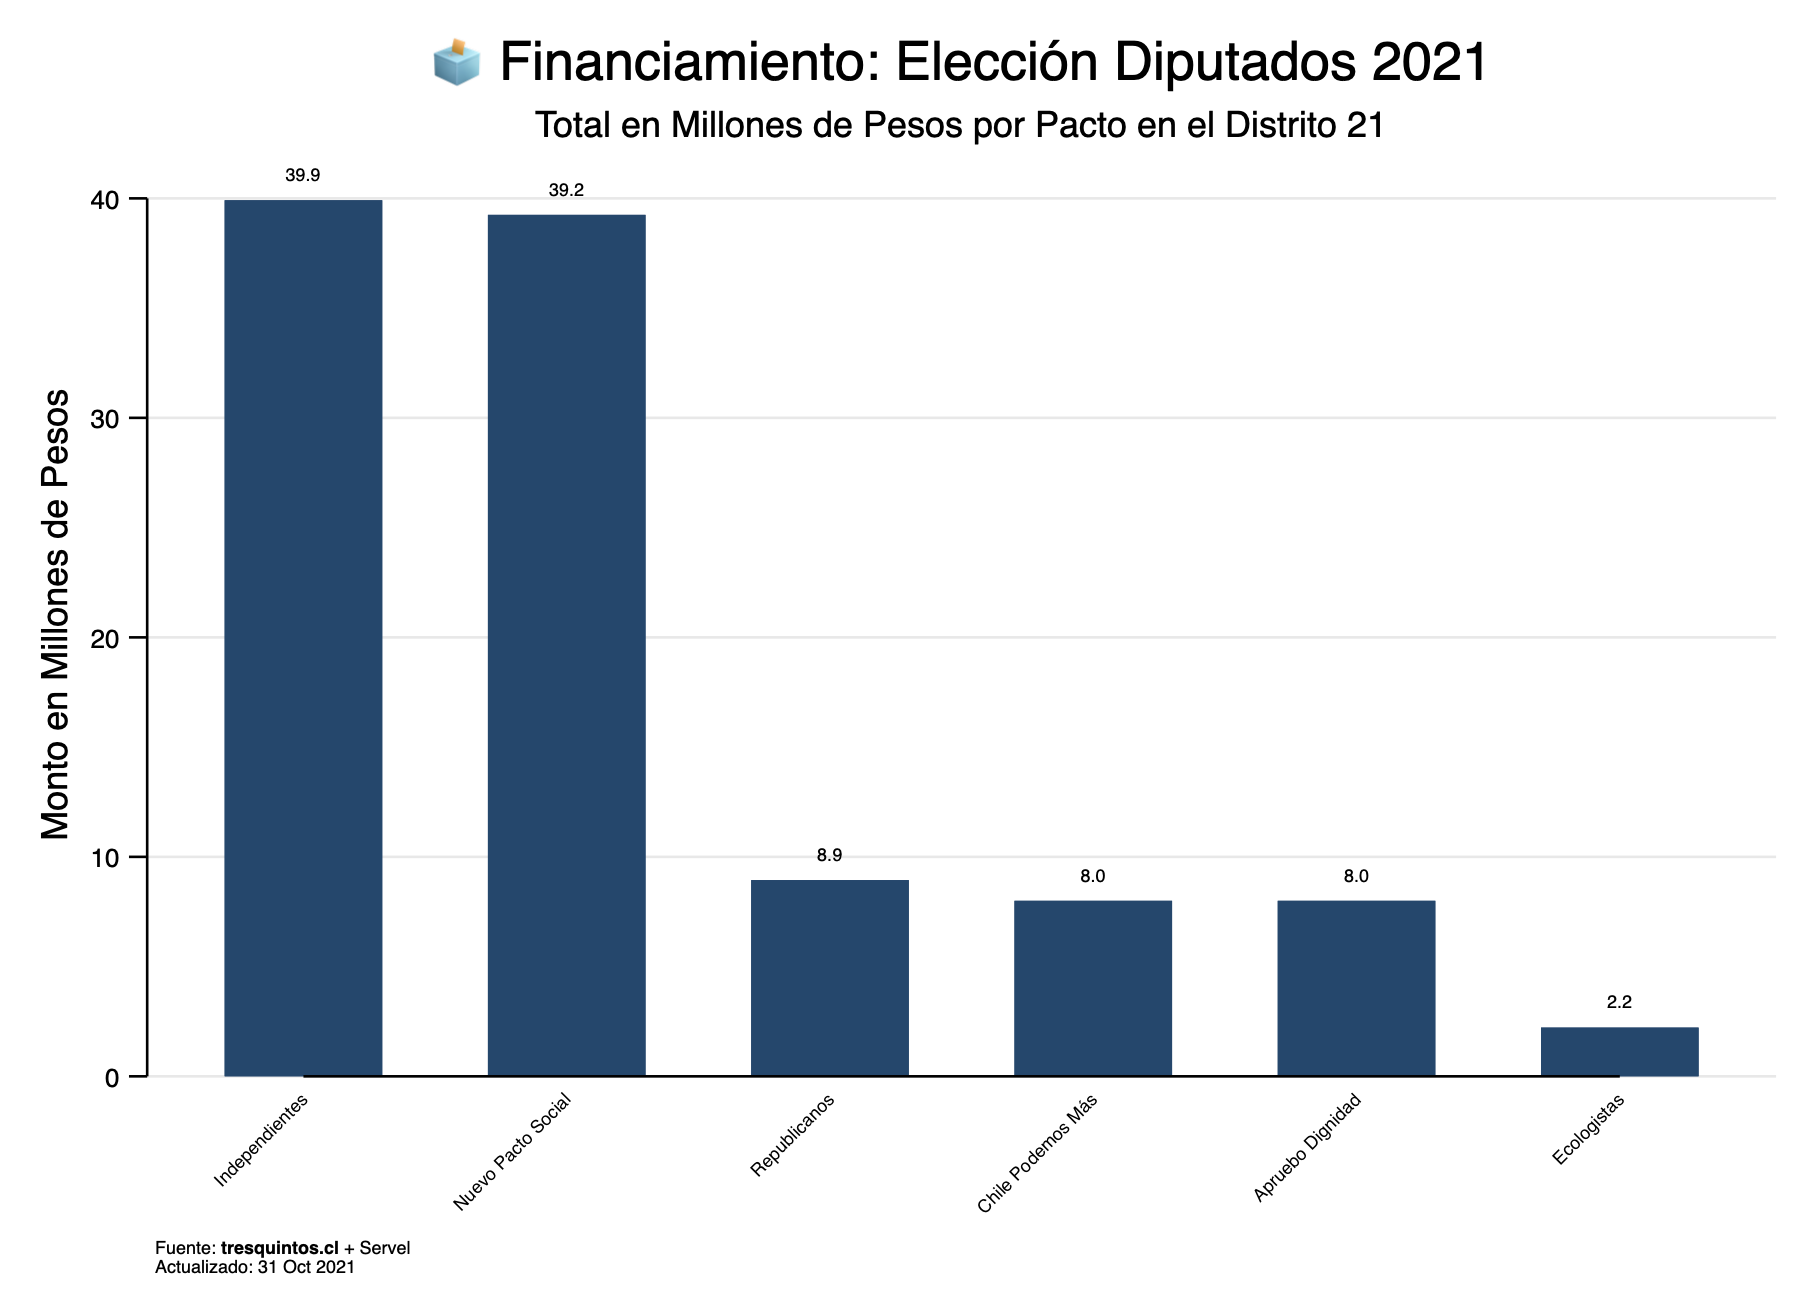 Financiamiento: Elección Diputados 2021
Total en Millones de Pesos por Pacto en el Distrito 21
Monto en Millones de Pesos
40
30
20
10
0
39.9
39.2
8.9
8.0
8.0
2.2
Independientes
Nuevo Pacto Social
Republicanos
Chile Podemos Más
Apruebo Dignidad
Ecologistas
Fuente: tresquintos.cl + Servel
Actualizado: 31 Oct 2021